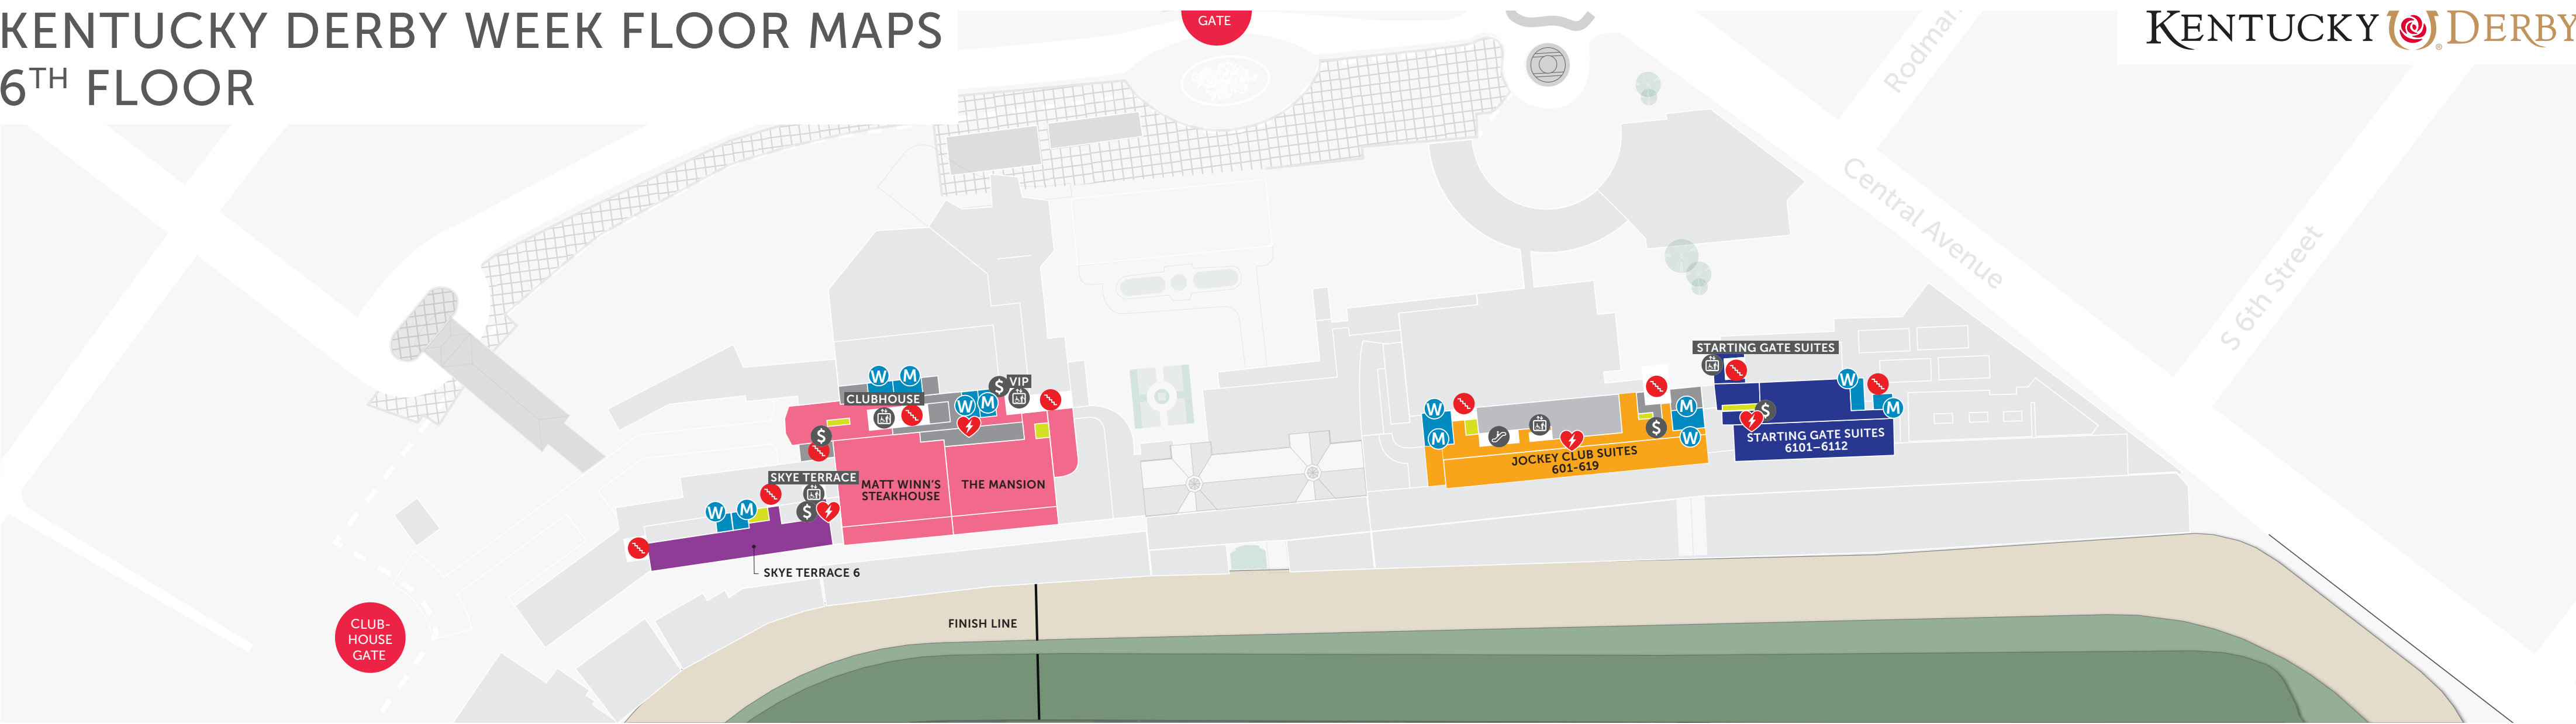 KENTUCKY DERBY WEEK FLOOR MAPS
6TH FLOOR
GATE
KENTUCKY DERBY
®
Central Avenue
S 6th Street
STARTING GATE SUITES
W
M
VIP
$
CLUBHOUSE
W
M
$
W
M
W
M
$
W
$
W
M
STARTING GATE SUITES
6101–6112
JOCKEY CLUB SUITES
601-619
SKYE TERRACE
MATT WINN'S
STEAKHOUSE
THE MANSION
W
M
$
SKYE TERRACE 6
FINISH LINE
CLUB-
HOUSE
GATE